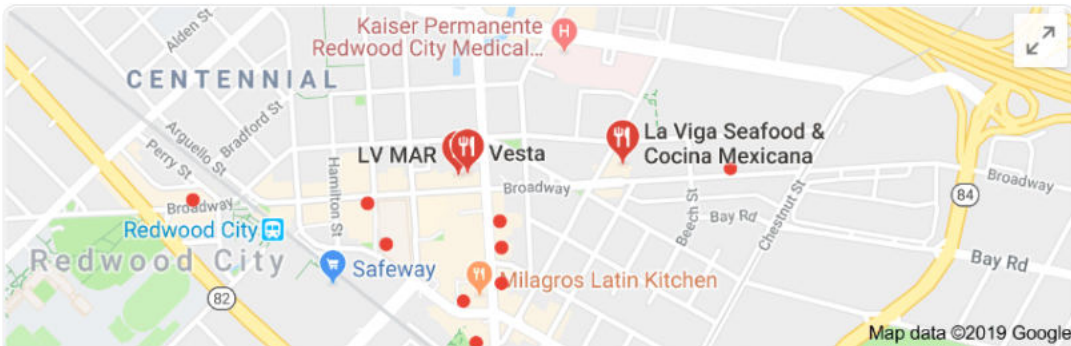 Kaiser Permanente
Redwood City Medical...
H
Alden St
CENTENNIAL
Bradford St
Arguello St
Perry St
LV MAR
Vesta
La Viga Seafood &
Cocina Mexicana
Hamilton St
Broadway
Broadway
Broadway
Beech St
Bay Rd
Chestnut St
84
Redwood City
Redwood City
Safeway
Milagros Latin Kitchen
Bay Rd
82
Map data ©2019 Google